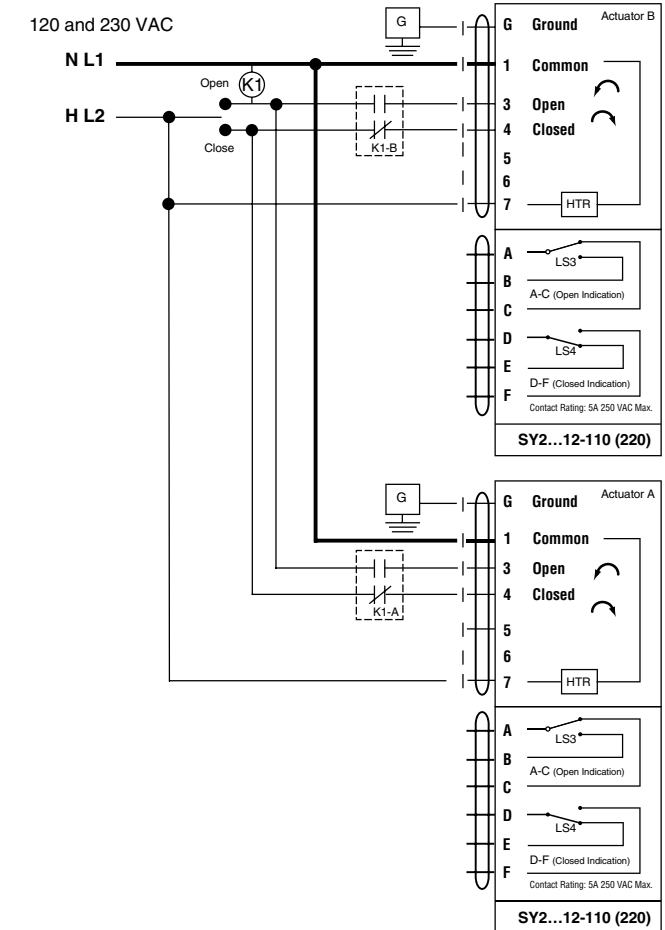 120 and 230 VAC
N L1
H L2
Open
K1
Close
K1-B
G
G Ground
Actuator B
1 Common
3 Open
4 Closed
5
6
7
HTR
A
LS3
B
A-C (Open Indication)
C
D
LS4
E
D-F (Closed Indication)
F
Contact Rating: 5A 250 VAC Max.
SY2…12-110 (220)
G
G Ground
Actuator A
1 Common
3 Open
4 Closed
K1-A
5
6
7
HTR
A
LS3
B
A-C (Open Indication)
C
D
LS4
E
D-F (Closed Indication)
F
Contact Rating: 5A 250 VAC Max.
SY2…12-110 (220)